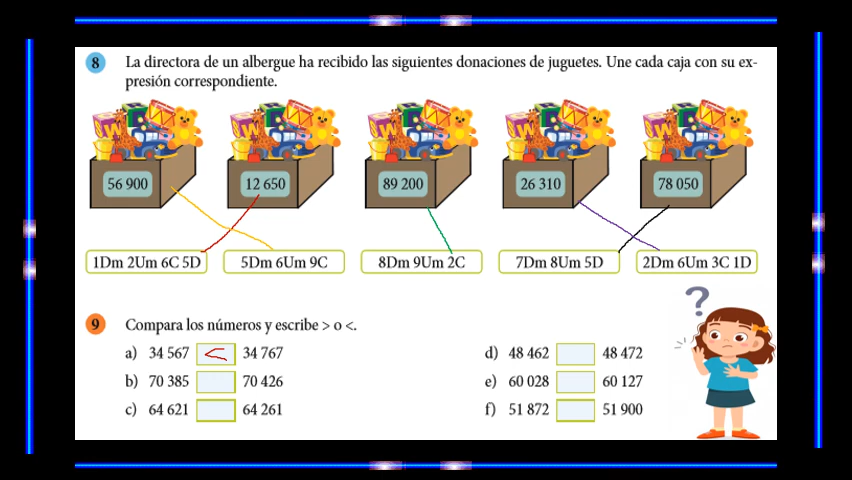 8 La directora de un albergue ha recibido las siguientes donaciones de juguetes. Une cada caja con su ex-
presión correspondiente.
56 900 12 650 89 200 26 310 78 050
1Dm 2Um 6C 5D 5Dm 6Um 9C 8Dm 9Um 2C 7Dm 8Um 5D 2Dm 6Um 3C 1D
9 Compara los números y escribe > o <.
a) 34 567 < 34 767 d) 48 462 48 472
b) 70 385 70 426 e) 60 028 60 127
c) 64 621 64 261 f) 51 872 51 900
?